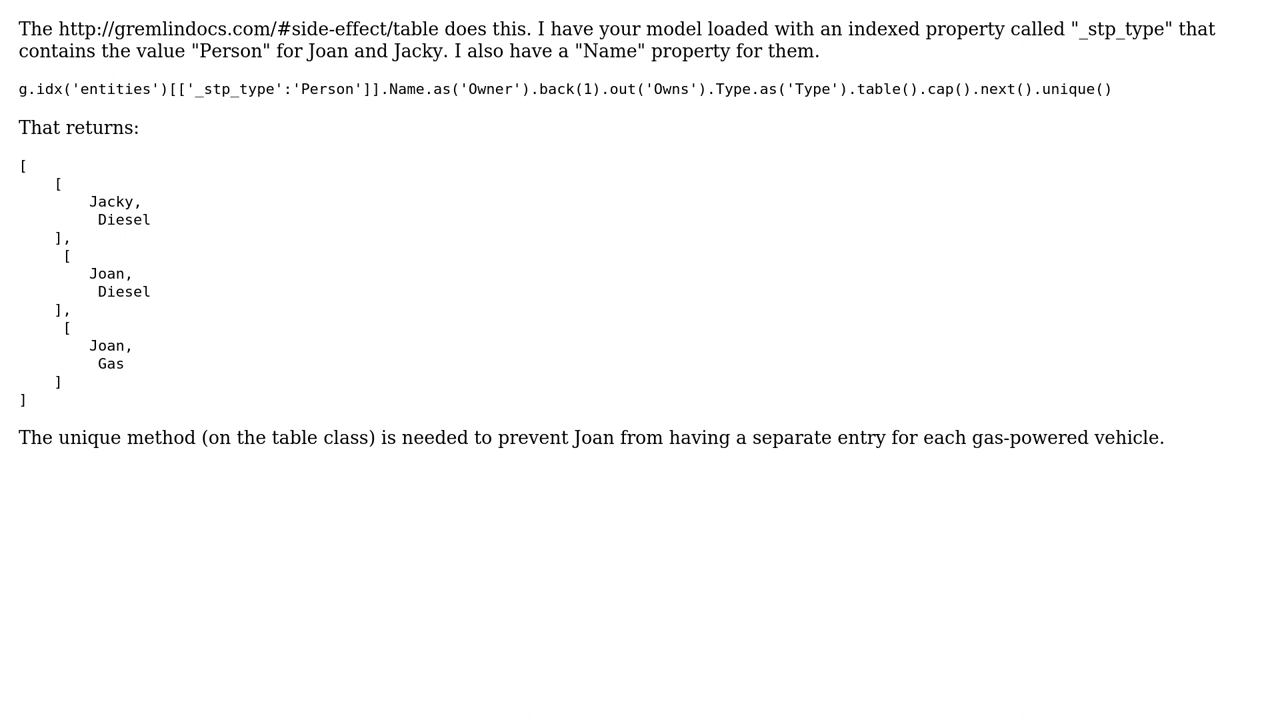 The http://gremlindocs.com/#side-effect/table does this. I have your model loaded with an indexed property called "_stp_type" that
contains the value "Person" for Joan and Jacky. I also have a "Name" property for them.
g.idx('entities')[['_stp_type':'Person']].Name.as('Owner').back(1).out('Owns').Type.as('Type').table().cap().next().unique()
That returns:
[
    [
        Jacky,
         Diesel
    ],
     [
        Joan,
         Diesel
    ],
     [
        Joan,
         Gas
    ]
]
The unique method (on the table class) is needed to prevent Joan from having a separate entry for each gas-powered vehicle.